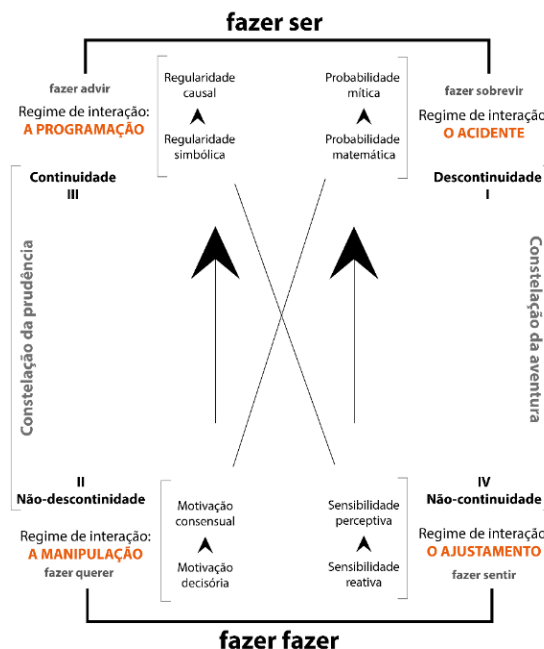 fazer ser
fazer advir
Regime de interação:
A PROGRAMAÇÃO
Regularidade
causal
Regularidade
simbólica
Probabilidade
mítica
Probabilidade
matemática
fazer sobrevir
Regime de interação:
O ACIDENTE
Continuidade
III
Descontinuidade
I
Constelação da prudência
Constelação da aventura
II
Não-descontinidade
Regime de interação:
A MANIPULAÇÃO
fazer querer
Motivação
consensual
Motivação
decisória
Sensibilidade
perceptiva
Sensibilidade
reativa
IV
Não-continuidade
Regime de interação:
O AJUSTAMENTO
fazer sentir
fazer fazer